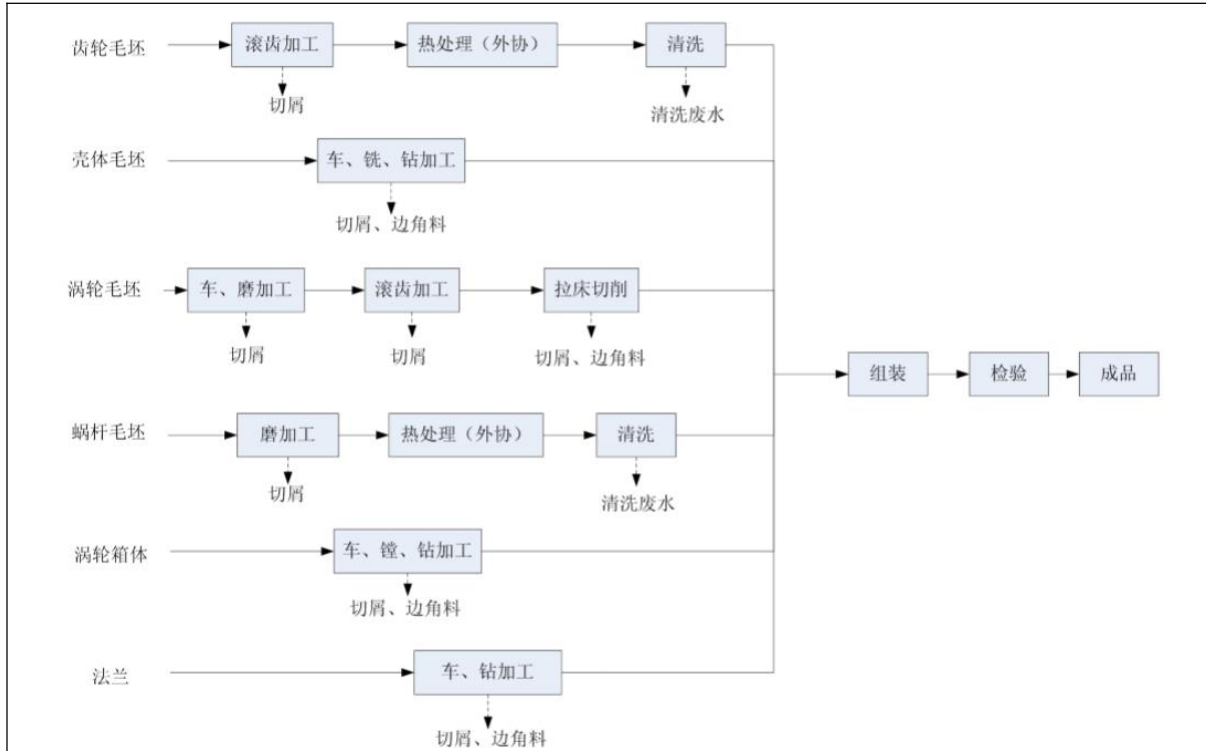 齿轮毛坯
滚齿加工
热处理（外协）
清洗
切屑
清洗废水
壳体毛坯
车、铣、钻加工
切屑、边角料
涡轮毛坯
车、磨加工
滚齿加工
拉床切削
切屑
切屑
切屑、边角料
组装
检验
成品
蜗杆毛坯
磨加工
热处理（外协）
清洗
切屑
清洗废水
涡轮箱体
车、镗、钻加工
切屑、边角料
法兰
车、钻加工
切屑、边角料